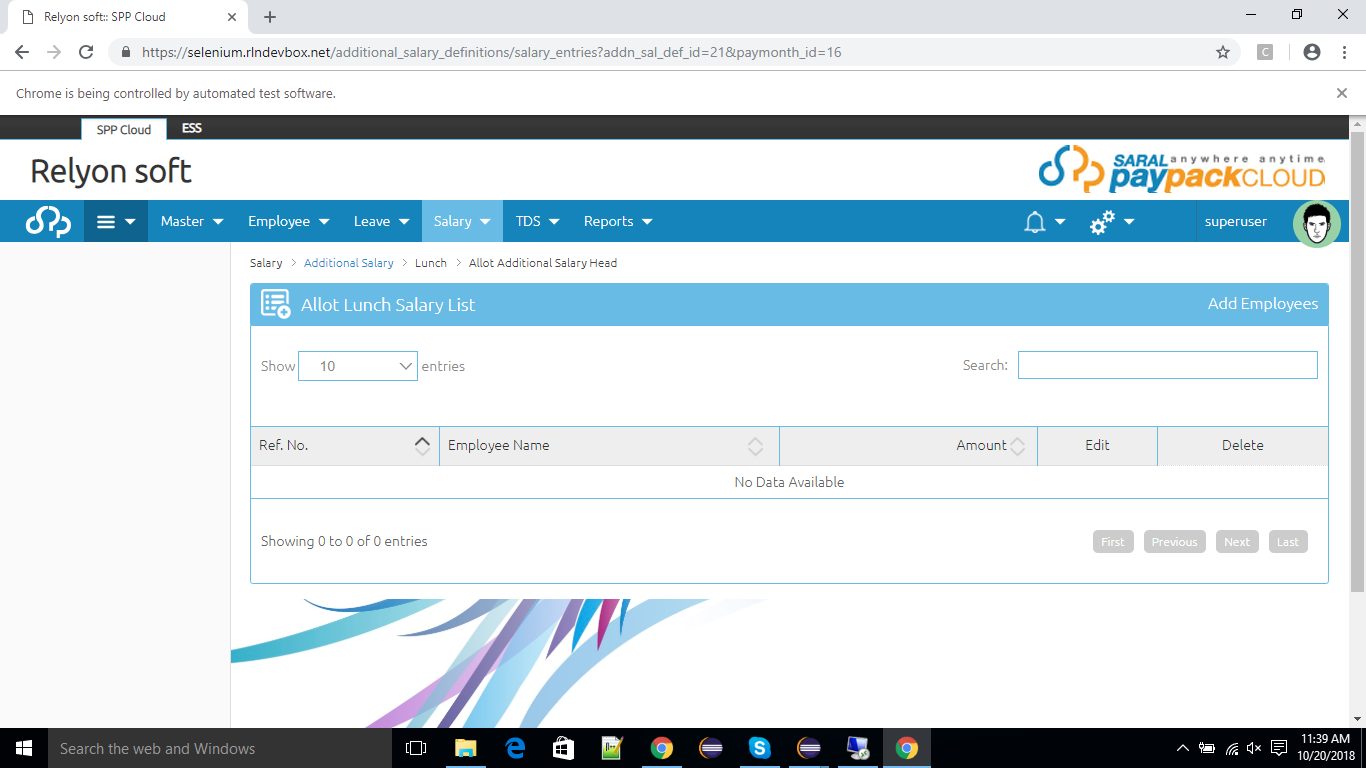 Relyon soft:: SPP Cloud
https://selenium.rlndevbox.net/additional_salary_definitions/salary_entries?addn_sal_def_id=21&paymonth_id=16
C
Chrome is being controlled by automated test software.
SPP Cloud ESS
Relyon soft
SARAL anywhere anytime
paypackCLOUD
Master Employee Leave Salary TDS Reports superuser
Salary > Additional Salary > Lunch > Allot Additional Salary Head
Allot Lunch Salary List Add Employees
Show 10 entries Search:
Ref. No. Employee Name Amount Edit Delete
No Data Available
Showing 0 to 0 of 0 entries First Previous Next Last
Search the web and Windows
11:39 AM
10/20/2018